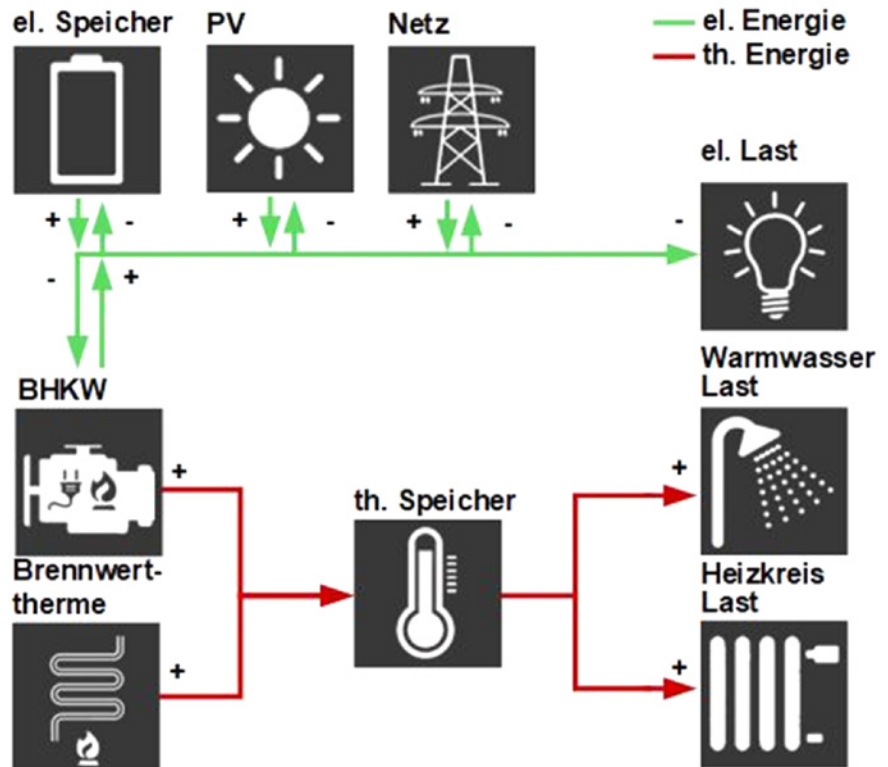 el. Speicher
PV
Netz
el. Energie
th. Energie
el. Last
+ - + - + - -
- +
BHKW
Warmwasser
Last
+
+
th. Speicher
Brennwert-
therme
Heizkreis
Last
+
+